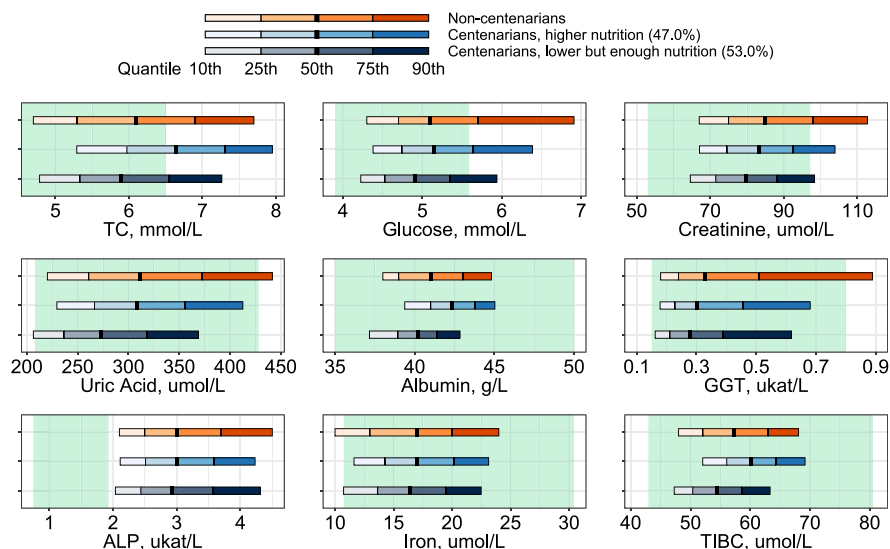 Non-centenarians
Centenarians, higher nutrition (47.0%)
Centenarians, lower but enough nutrition (53.0%)
Quantile 10th 25th 50th 75th 90th
5 6 7 8
TC, mmol/L
4 5 6 7
Glucose, mmol/L
50 70 90 110
Creatinine, umol/L
200 250 300 350 400 450
Uric Acid, umol/L
35 40 45 50
Albumin, g/L
0.1 0.3 0.5 0.7 0.9
GGT, ukat/L
1 2 3 4
ALP, ukat/L
10 15 20 25 30
Iron, umol/L
40 50 60 70 80
TIBC, umol/L